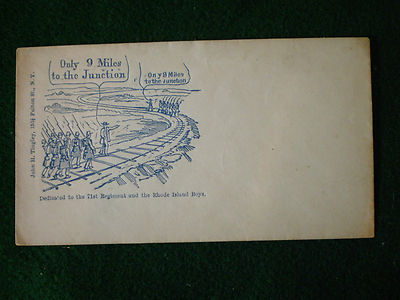 Only 9 Miles
to the Junction
Only 9 Miles
to the Junction
John H. Tingley, 152½ Fulton St., N.Y.
Dedicated to the 71st Regiment and the Rhode Island Boys.